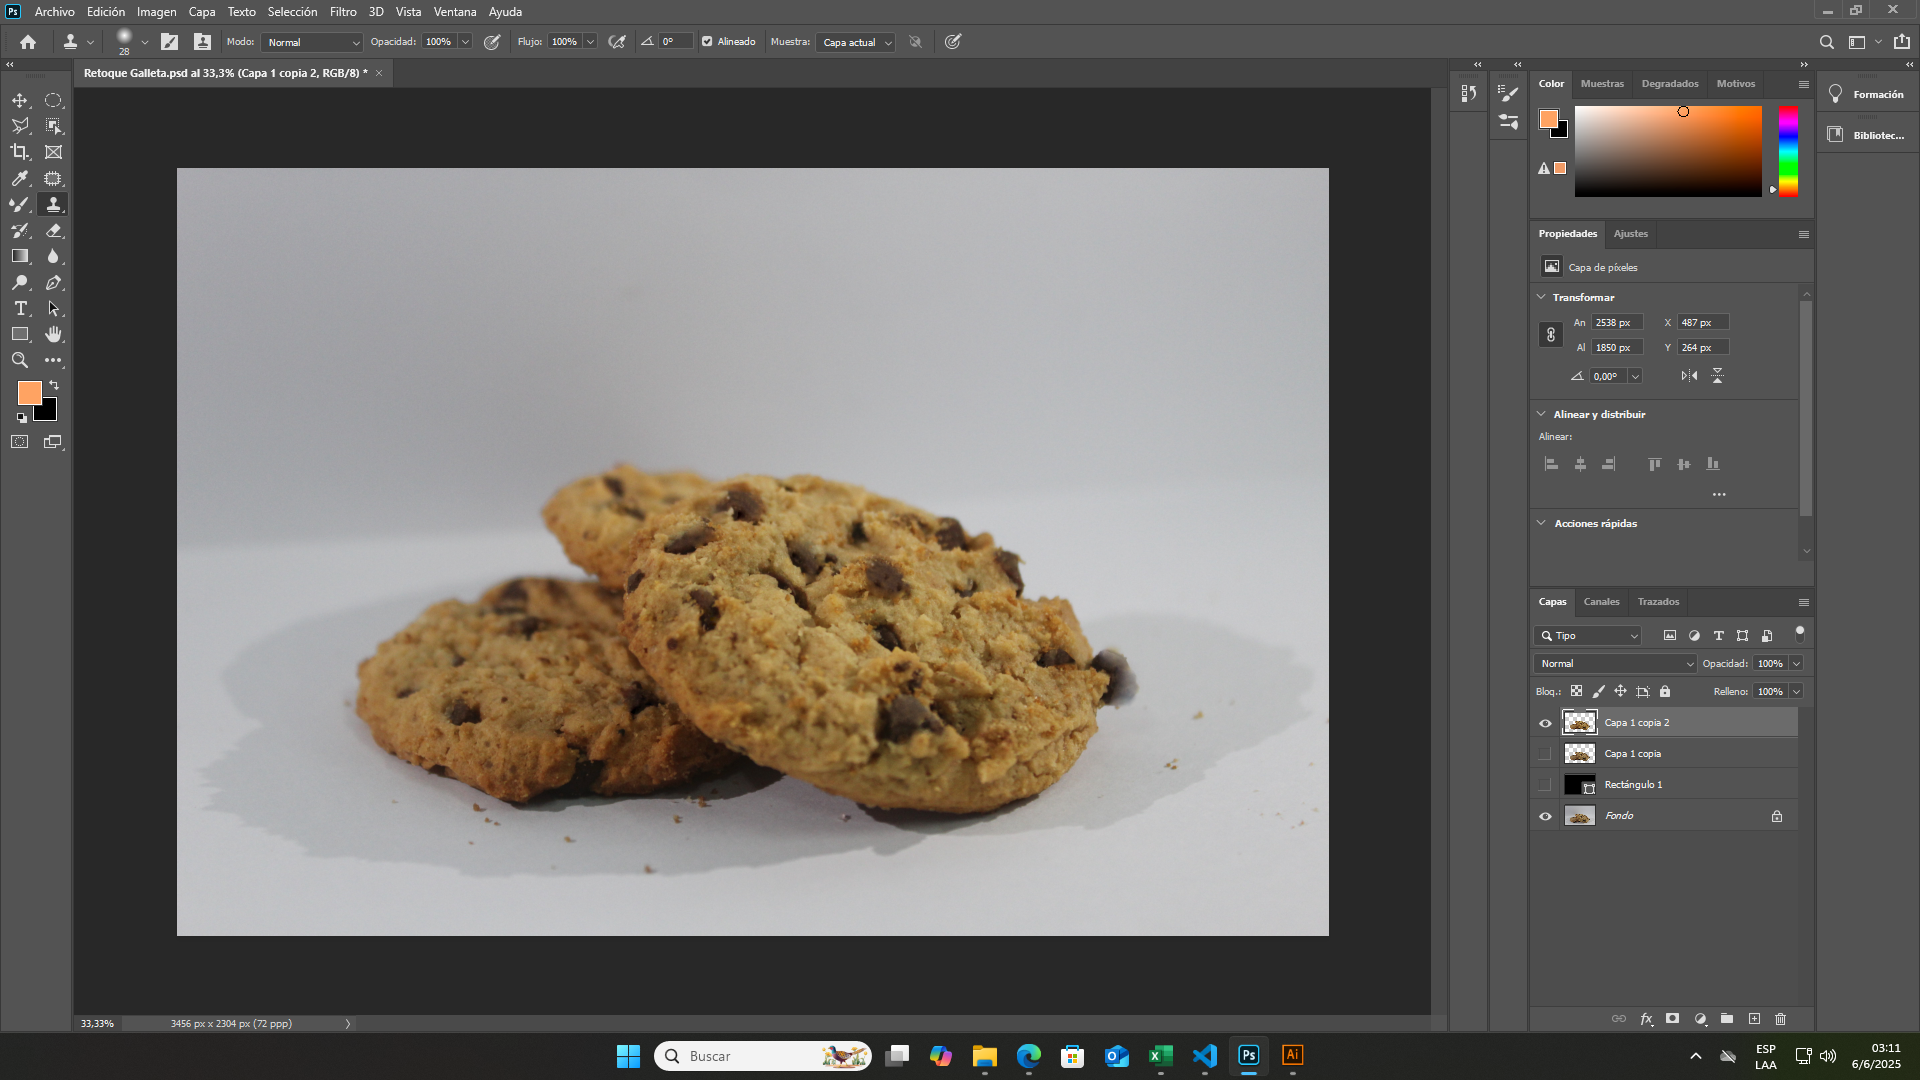 Ps Archivo Edición Imagen Capa Texto Selección Filtro 3D Vista Ventana Ayuda
28 Modo: Normal Opacidad: 100% Flujo: 100% 0° Alineado Muestra: Capa actual
Retoque Galleta.psd al 33,3% (Capa 1 copia 2, RGB/8) * ×
Color Muestras Degradados Motivos
Formación
Bibliotec...
Propiedades Ajustes
Capa de píxeles
Transformar
An 2538 px X 487 px
Al 1850 px Y 264 px
0,00°
Alinear y distribuir
Alinear:
Acciones rápidas
Capas Canales Trazados
Tipo
Normal Opacidad: 100%
Bloq.: Relleno: 100%
Capa 1 copia 2
Capa 1 copia
Rectángulo 1
Fondo
33,33% 3456 px x 2304 px (72 ppp)
Buscar
Ps
Ai
ESP
LAA
03:11
6/6/2025